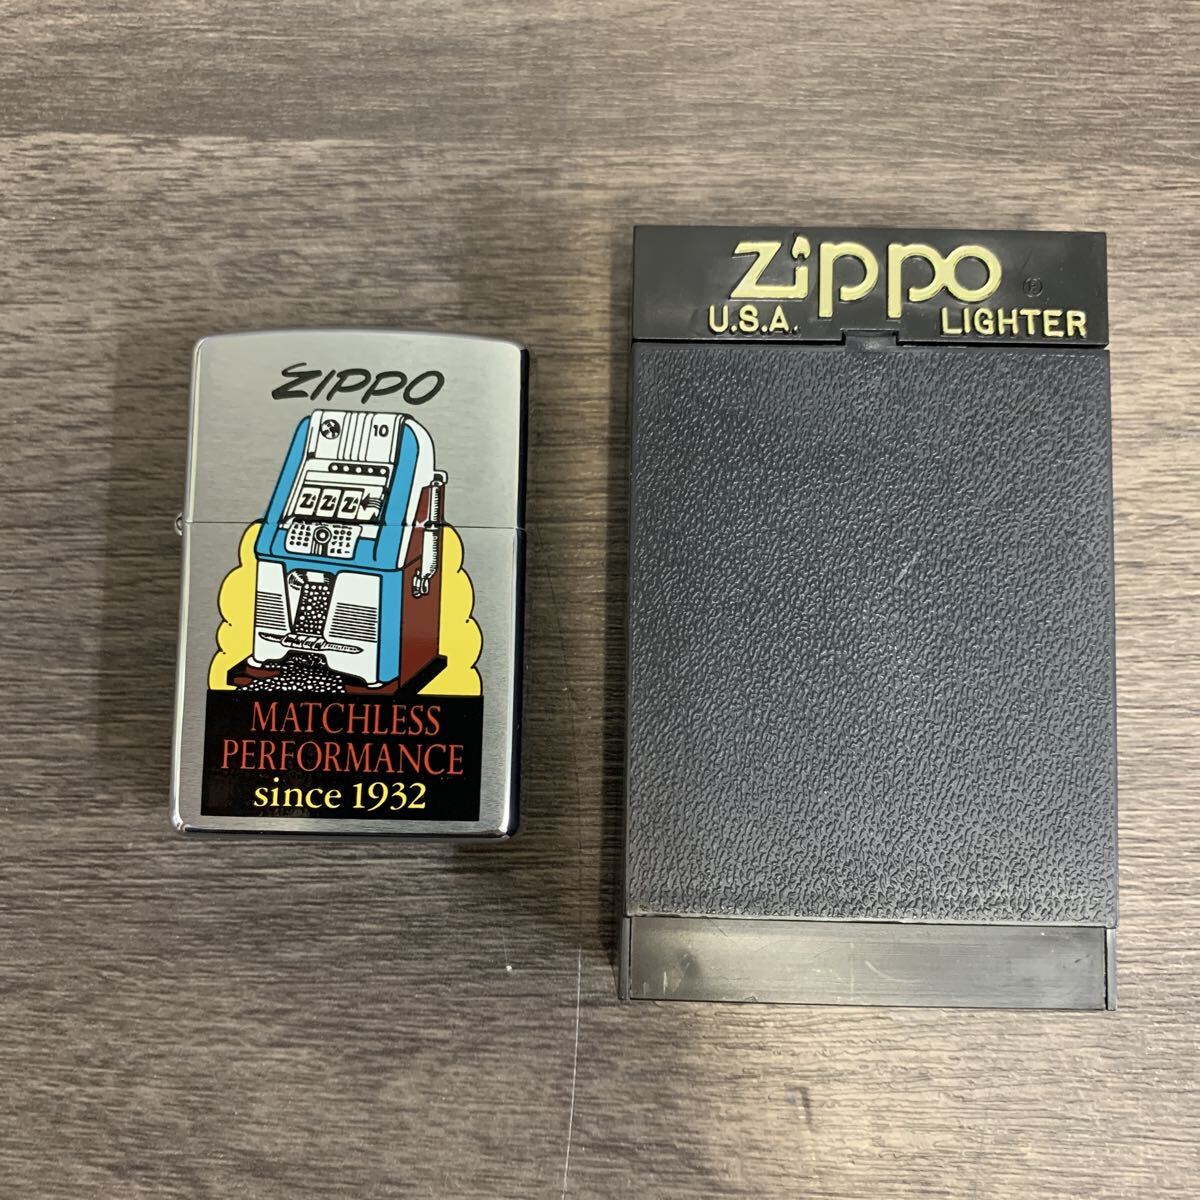 ZIPPO
10
Z Z Z
MATCHLESS
PERFORMANCE
since 1932
Zippo ®
U.S.A. LIGHTER